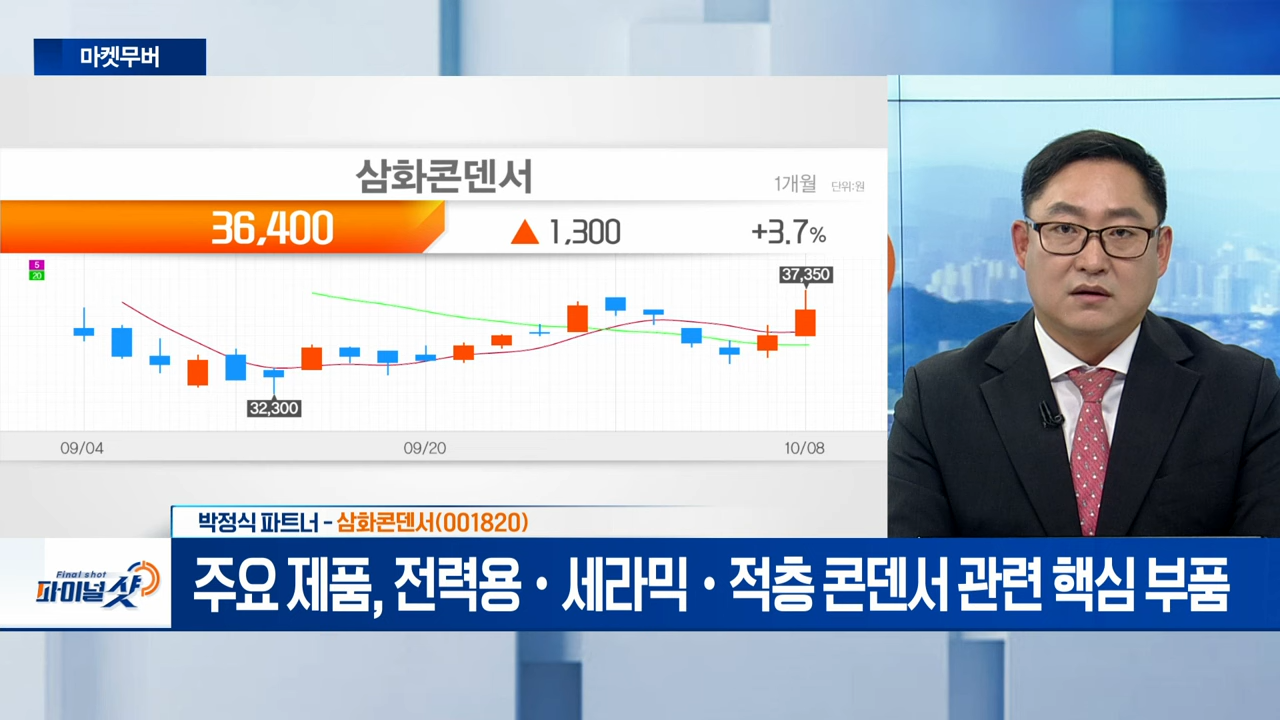 마켓무버
삼화콘덴서
1개월 단위:원
36,400 ▲ 1,300 +3.7%
5
20
37,350
32,300
09/04 09/20 10/08
박정식 파트너 - 삼화콘덴서(001820)
Final shot
파이널샷
주요 제품, 전력용·세라믹·적층 콘덴서 관련 핵심 부품